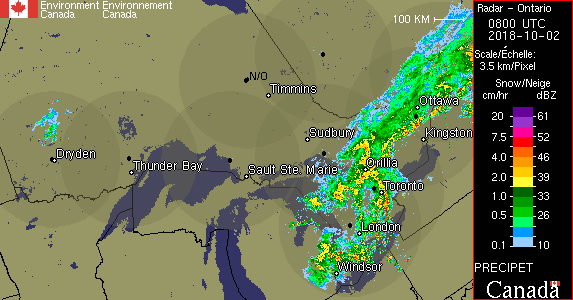 Environment Environnement
Canada Canada
100 KM
N/O
Timmins
Ottawa
Sudbury
Kingston
Dryden
Thunder Bay
Sault Ste. Marie
Orillia
Toronto
London
Windsor
Radar - Ontario
0800 UTC
2018-10-02
Scale/Échelle:
3.5 km/Pixel
Snow/Neige
cm/hr dBZ
20 61
7.5 52
4.0 46
2.0 39
1.0 33
0.5 26
0.1 10
PRECIPET
Canada